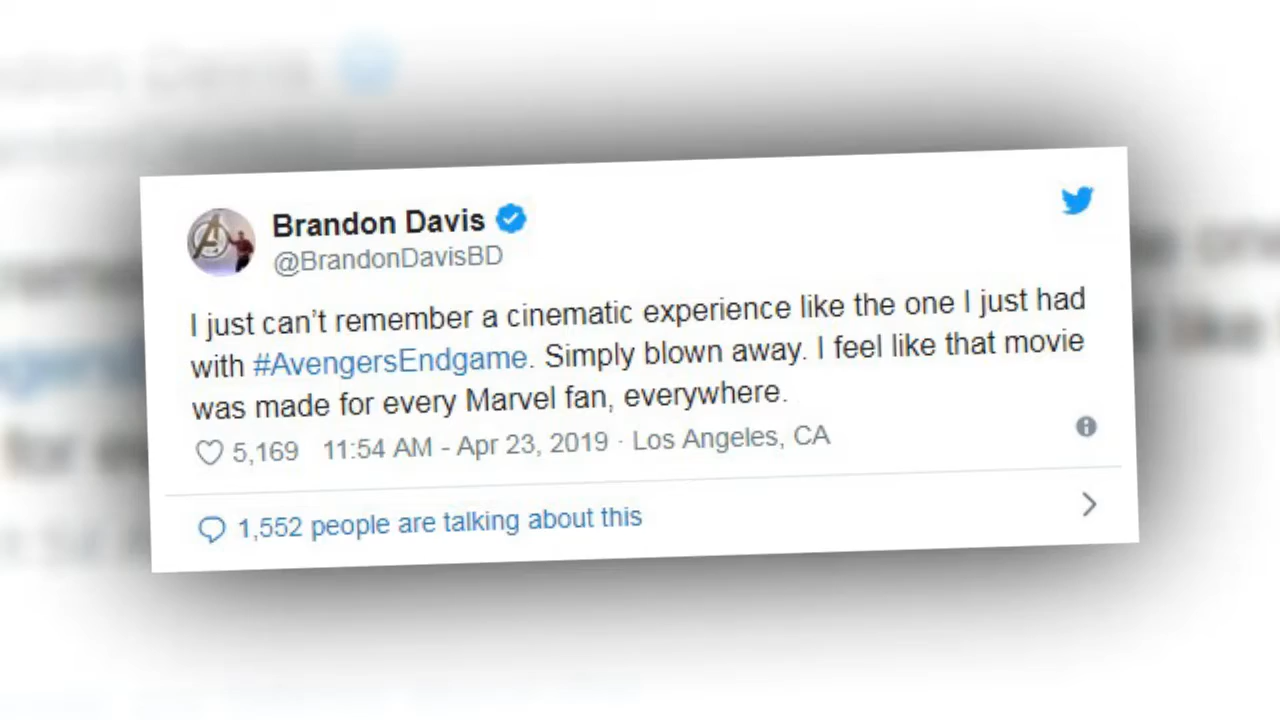 Brandon Davis
@BrandonDavisBD
I just can’t remember a cinematic experience like the one I just had
with #AvengersEndgame. Simply blown away. I feel like that movie
was made for every Marvel fan, everywhere.
5,169 11:54 AM - Apr 23, 2019 · Los Angeles, CA
1,552 people are talking about this